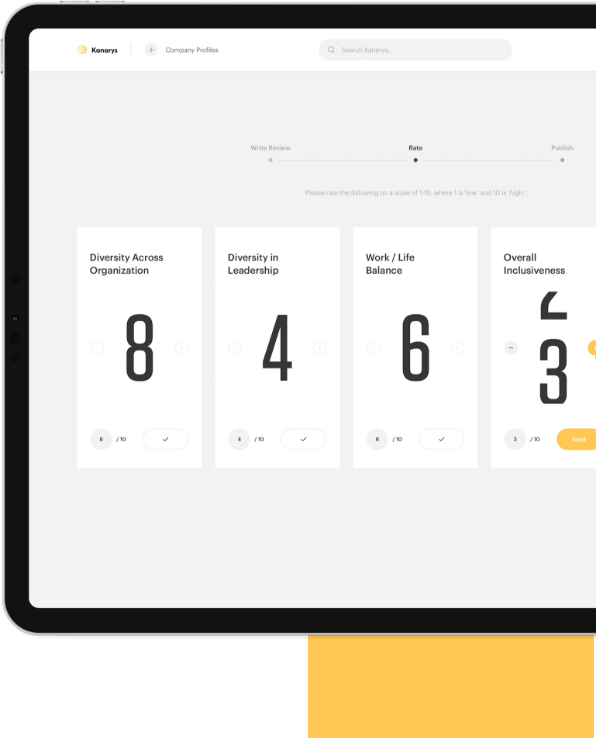 Kanarys
+ Company Profiles
Search Kanarys..
Write Review
Rate
Publish
Please rate the following on a scale of 1-10, where 1 is 'low' and 10 is 'high.'
Diversity Across
Organization
8
8 /10
Diversity in
Leadership
4
4 /10
Work / Life
Balance
6
6 /10
Overall
Inclusiveness
3
3 /10
Next